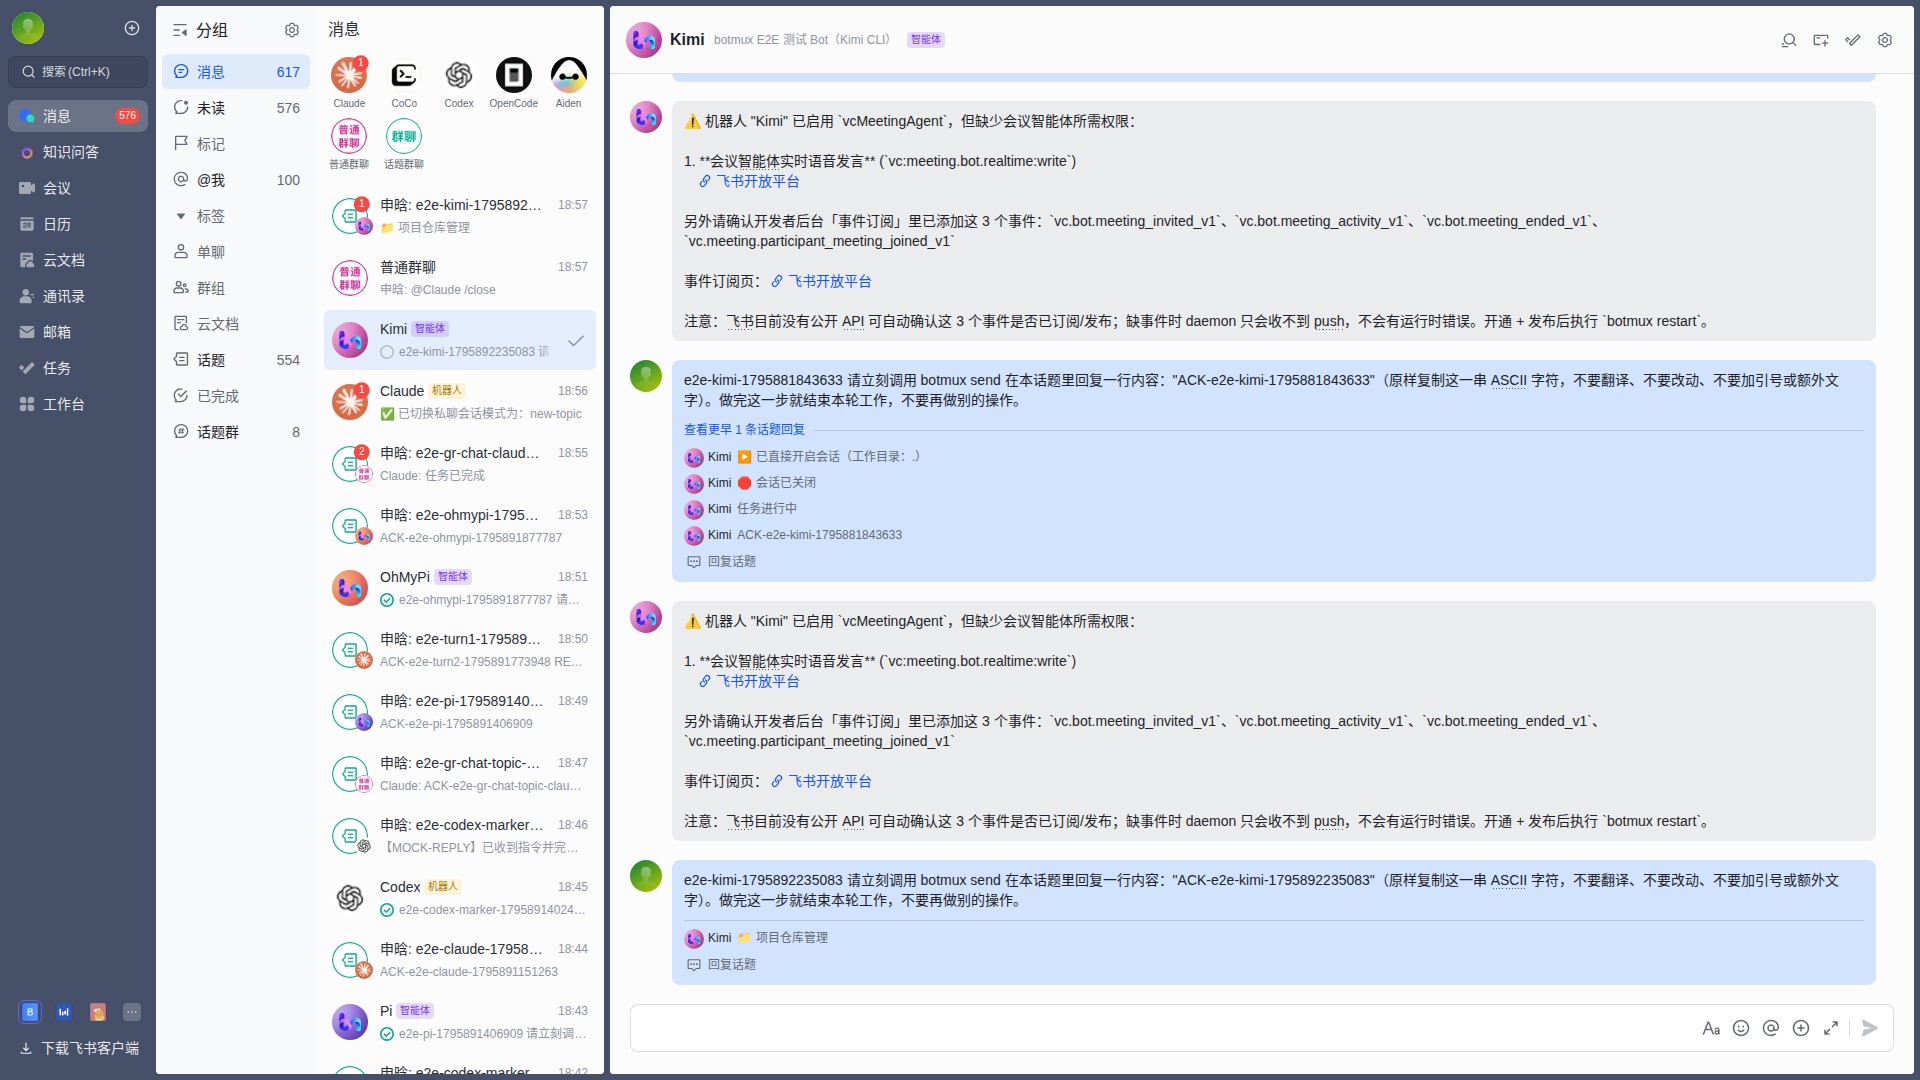 搜索 (Ctrl+K)
消息 576
知识问答
会议
日历
云文档
通讯录
邮箱
任务
工作台
下载飞书客户端
分组
消息 617
未读 576
标记
@我 100
标签
单聊
群组
云文档
话题 554
已完成
话题群 8
消息
1
Claude CoCo Codex OpenCode Aiden
普通群聊 群聊
普通群聊 话题群聊
1
申晗: e2e-kimi-1795892… 18:57
📁 项目仓库管理
普通群聊
普通群聊 18:57
申晗: @Claude /close
Kimi 智能体
e2e-kimi-1795892235083 请
1
Claude 机器人 18:56
✅ 已切换私聊会话模式为：new-topic
2
申晗: e2e-gr-chat-claud… 18:55
Claude: 任务已完成
申晗: e2e-ohmypi-1795… 18:53
ACK-e2e-ohmypi-1795891877787
OhMyPi 智能体 18:51
e2e-ohmypi-1795891877787 请…
申晗: e2e-turn1-179589… 18:50
ACK-e2e-turn2-1795891773948 RE…
申晗: e2e-pi-179589140… 18:49
ACK-e2e-pi-1795891406909
申晗: e2e-gr-chat-topic-… 18:47
Claude: ACK-e2e-gr-chat-topic-clau…
申晗: e2e-codex-marker… 18:46
【MOCK-REPLY】已收到指令并完…
Codex 机器人 18:45
e2e-codex-marker-17958914024…
申晗: e2e-claude-17958… 18:44
ACK-e2e-claude-1795891151263
Pi 智能体 18:43
e2e-pi-1795891406909 请立刻调…
申晗: e2e-codex-marker… 18:42
Kimi botmux E2E 测试 Bot（Kimi CLI） 智能体
⚠️ 机器人 "Kimi" 已启用 `vcMeetingAgent`，但缺少会议智能体所需权限：
1. **会议智能体实时语音发言** (`vc:meeting.bot.realtime:write`)
飞书开放平台
另外请确认开发者后台「事件订阅」里已添加这 3 个事件：`vc.bot.meeting_invited_v1`、`vc.bot.meeting_activity_v1`、`vc.bot.meeting_ended_v1`、
`vc.meeting.participant_meeting_joined_v1`
事件订阅页： 飞书开放平台
注意：飞书目前没有公开 API 可自动确认这 3 个事件是否已订阅/发布；缺事件时 daemon 只会收不到 push，不会有运行时错误。开通 + 发布后执行 `botmux restart`。
e2e-kimi-1795881843633 请立刻调用 botmux send 在本话题里回复一行内容："ACK-e2e-kimi-1795881843633"（原样复制这一串 ASCII 字符，不要翻译、不要改动、不要加引号或额外文
字）。做完这一步就结束本轮工作，不要再做别的操作。
查看更早 1 条话题回复
Kimi ▶️ 已直接开启会话（工作目录：.）
Kimi 🛑 会话已关闭
Kimi 任务进行中
Kimi ACK-e2e-kimi-1795881843633
回复话题
⚠️ 机器人 "Kimi" 已启用 `vcMeetingAgent`，但缺少会议智能体所需权限：
1. **会议智能体实时语音发言** (`vc:meeting.bot.realtime:write`)
飞书开放平台
另外请确认开发者后台「事件订阅」里已添加这 3 个事件：`vc.bot.meeting_invited_v1`、`vc.bot.meeting_activity_v1`、`vc.bot.meeting_ended_v1`、
`vc.meeting.participant_meeting_joined_v1`
事件订阅页： 飞书开放平台
注意：飞书目前没有公开 API 可自动确认这 3 个事件是否已订阅/发布；缺事件时 daemon 只会收不到 push，不会有运行时错误。开通 + 发布后执行 `botmux restart`。
e2e-kimi-1795892235083 请立刻调用 botmux send 在本话题里回复一行内容："ACK-e2e-kimi-1795892235083"（原样复制这一串 ASCII 字符，不要翻译、不要改动、不要加引号或额外文
字）。做完这一步就结束本轮工作，不要再做别的操作。
Kimi 📁 项目仓库管理
回复话题